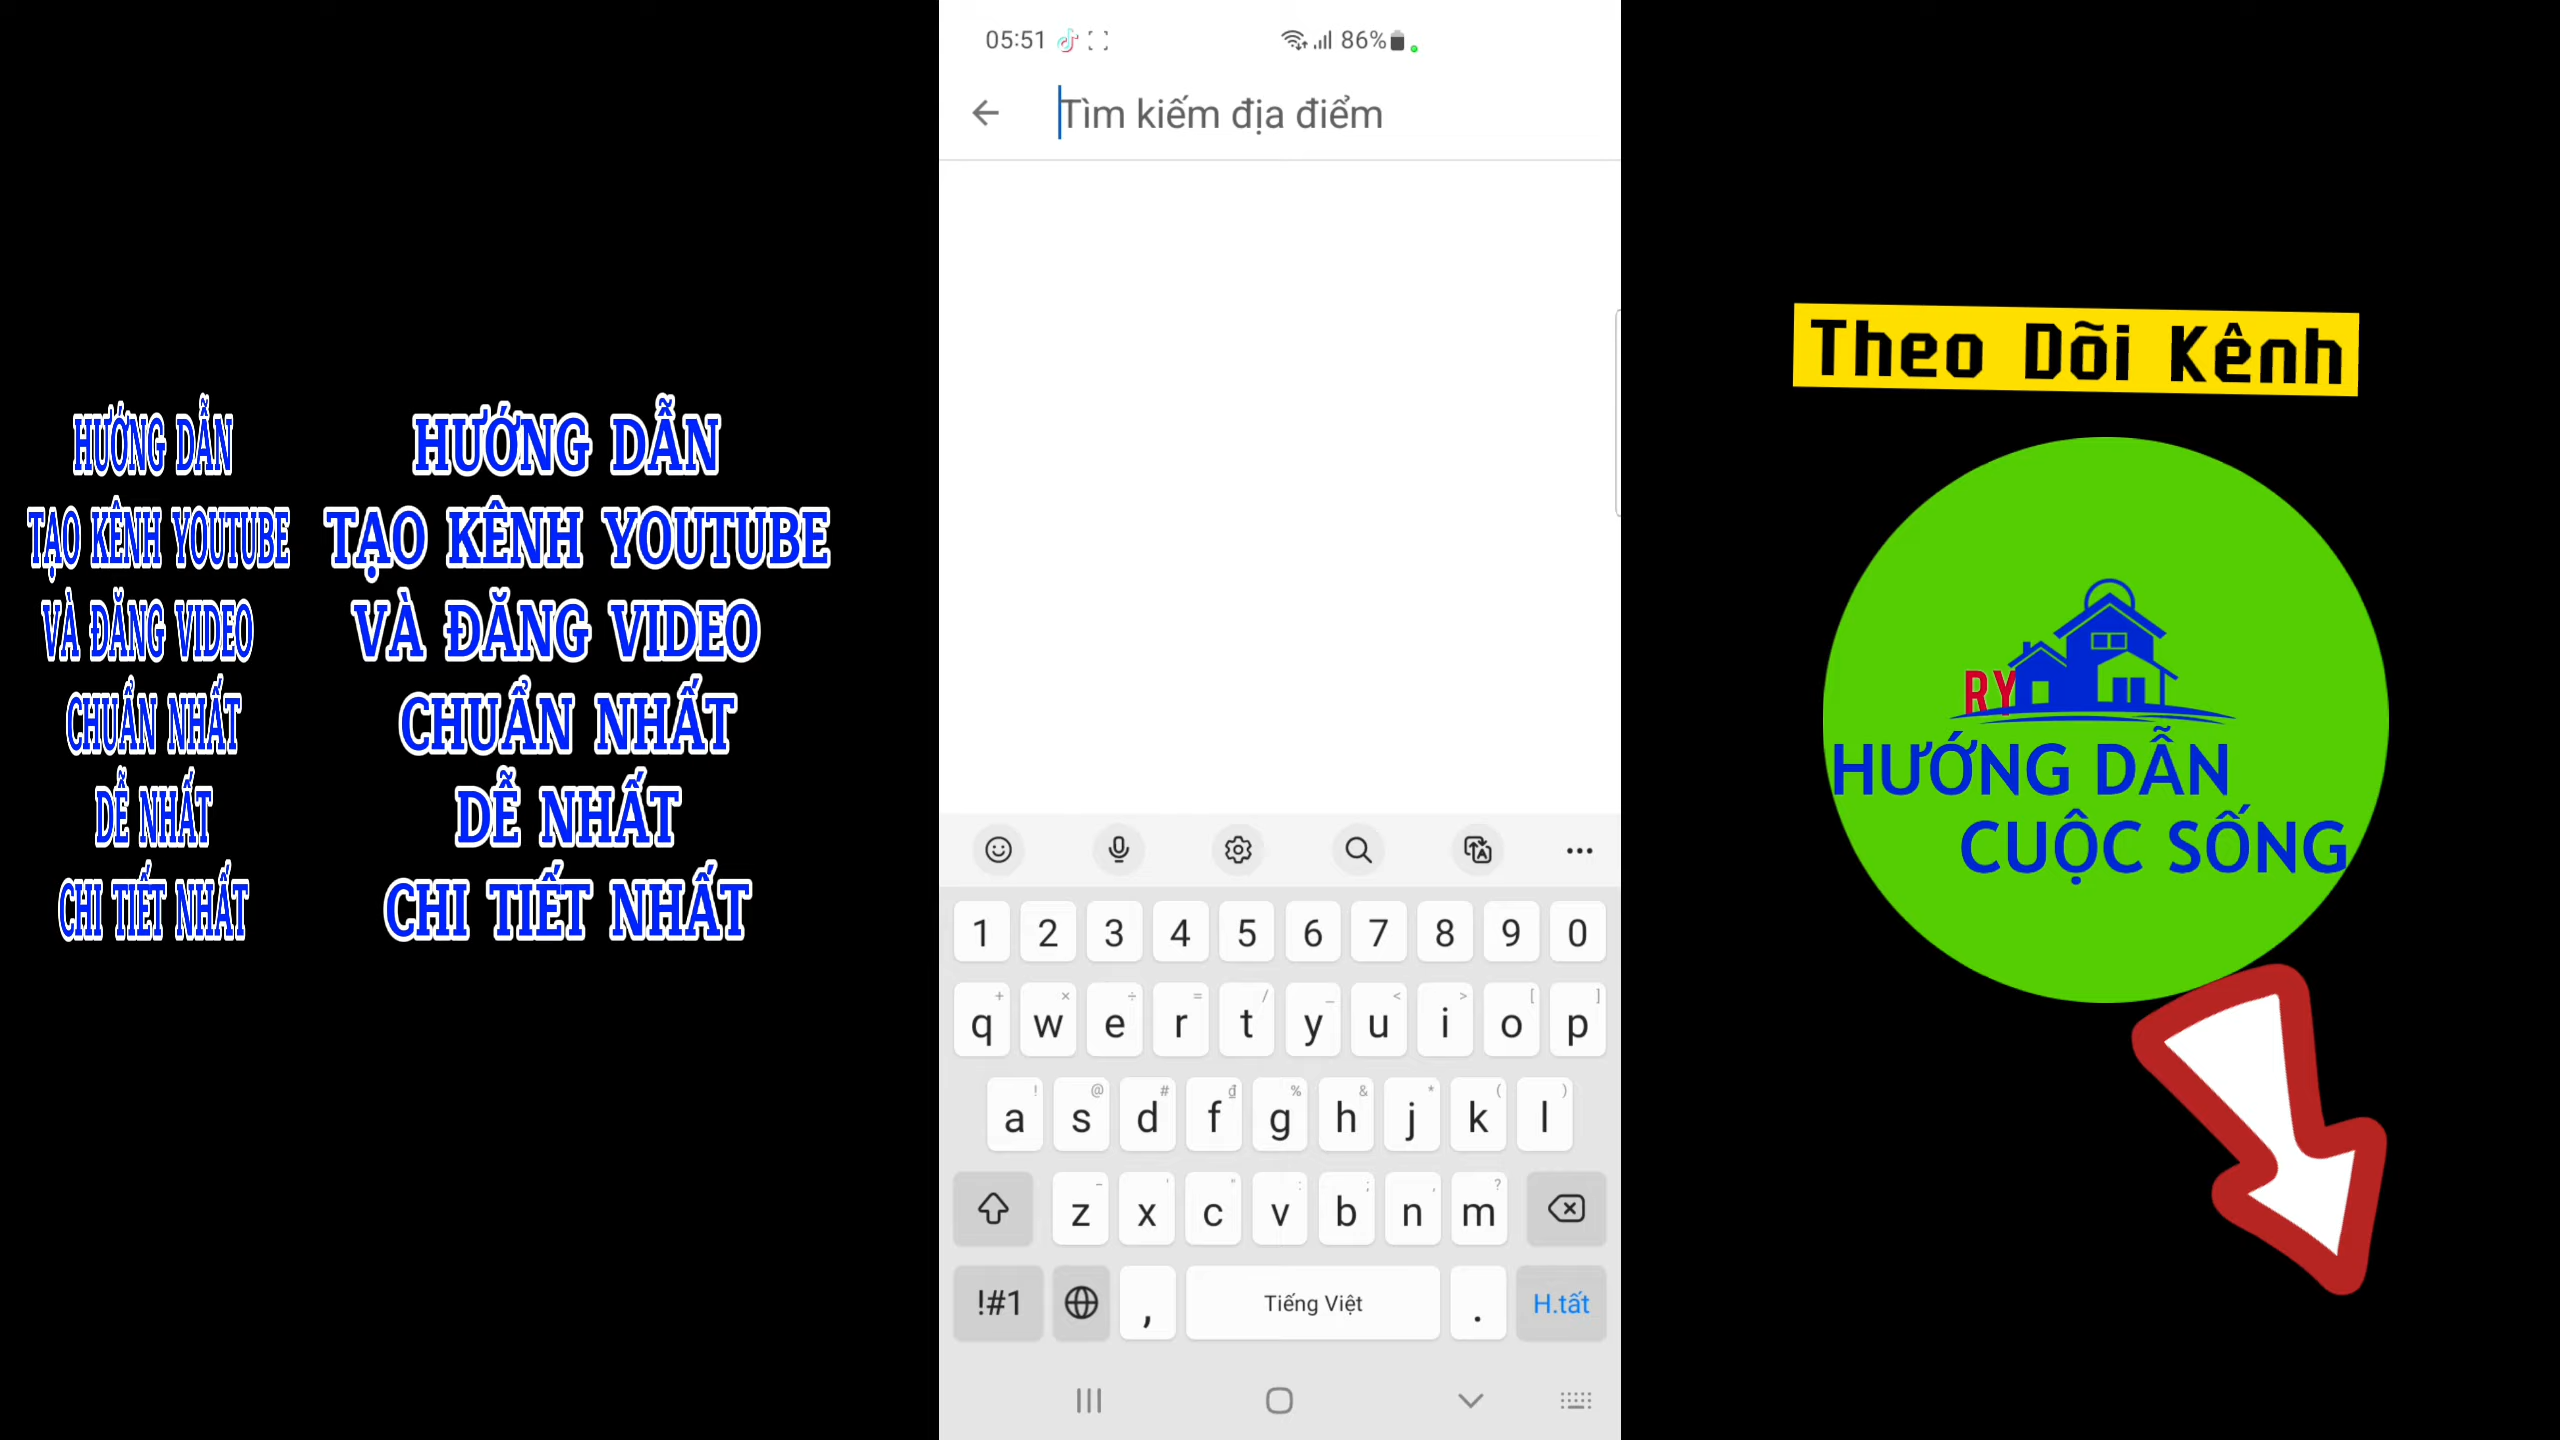 HƯỚNG DẪN
TẠO KÊNH YOUTUBE
VÀ ĐĂNG VIDEO
CHUẨN NHẤT
DỄ NHẤT
CHI TIẾT NHẤT
HƯỚNG DẪN
TẠO KÊNH YOUTUBE
VÀ ĐĂNG VIDEO
CHUẨN NHẤT
DỄ NHẤT
CHI TIẾT NHẤT
05:51 86%
Tìm kiếm địa điểm
1 2 3 4 5 6 7 8 9 0
+ × ÷ = / _ < > [ ]
q w e r t y u i o p
! @ # ₫ % & * ( )
a s d f g h j k l
- ' " : ; , ?
z x c v b n m
!#1 , Tiếng Việt . H.tất
Theo Dõi Kênh
RY
HƯỚNG DẪN
CUỘC SỐNG